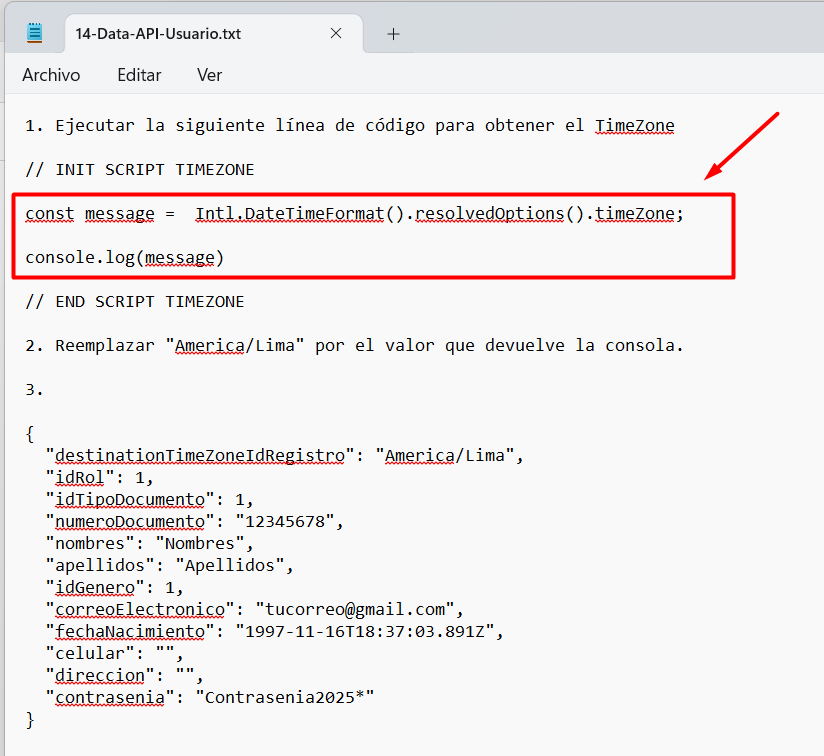 14-Data-API-Usuario.txt
Archivo Editar Ver
1. Ejecutar la siguiente línea de código para obtener el TimeZone
// INIT SCRIPT TIMEZONE
const message =  Intl.DateTimeFormat().resolvedOptions().timeZone;
console.log(message)
// END SCRIPT TIMEZONE
2. Reemplazar "America/Lima" por el valor que devuelve la consola.
3.
{
  "destinationTimeZoneIdRegistro": "America/Lima",
  "idRol": 1,
  "idTipoDocumento": 1,
  "numeroDocumento": "12345678",
  "nombres": "Nombres",
  "apellidos": "Apellidos",
  "idGenero": 1,
  "correoElectronico": "tucorreo@gmail.com",
  "fechaNacimiento": "1997-11-16T18:37:03.891Z",
  "celular": "",
  "direccion": "",
  "contrasenia": "Contrasenia2025*"
}